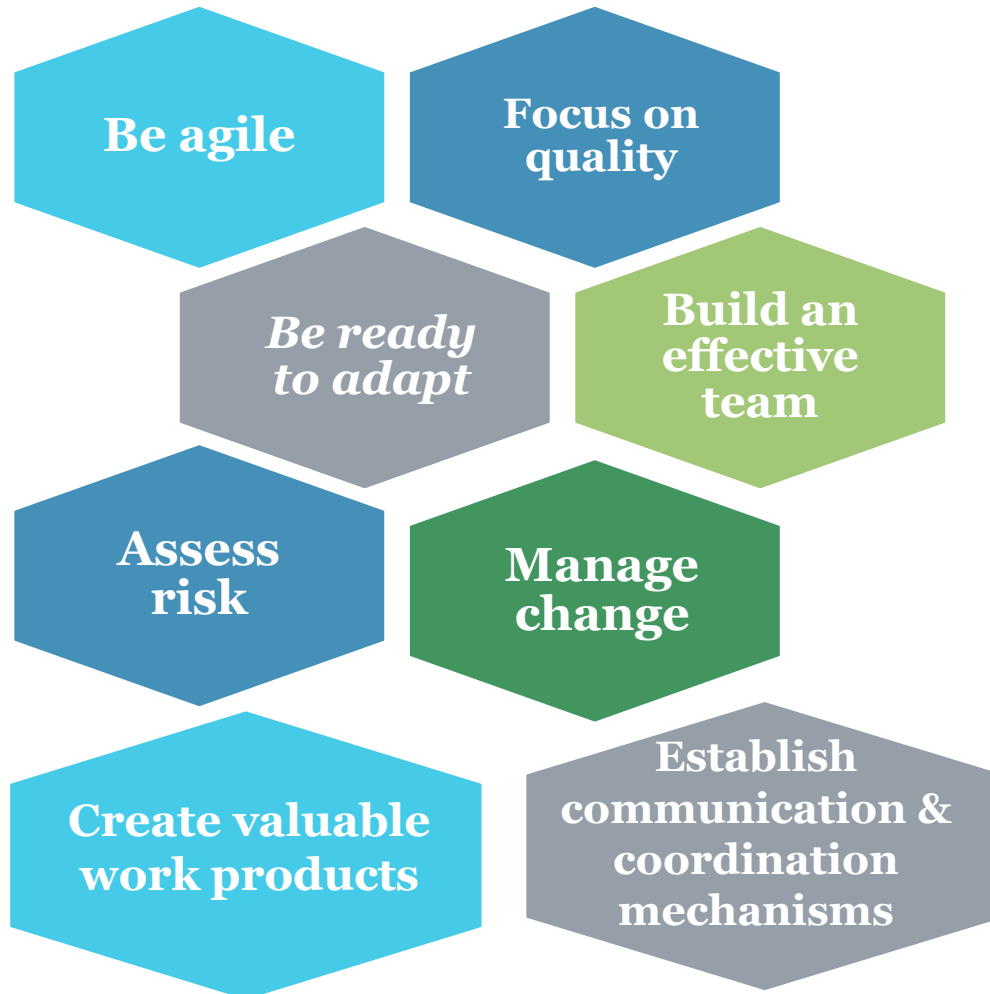 Be agile
Focus on
quality
Be ready
to adapt
Build an
effective
team
Assess
risk
Manage
change
Create valuable
work products
Establish
communication &
coordination
mechanisms